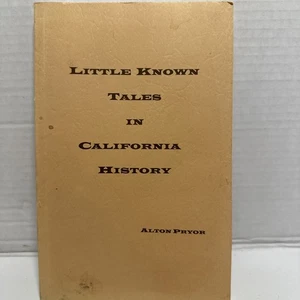 Little Known
Tales
in
California
History
Alton Pryor